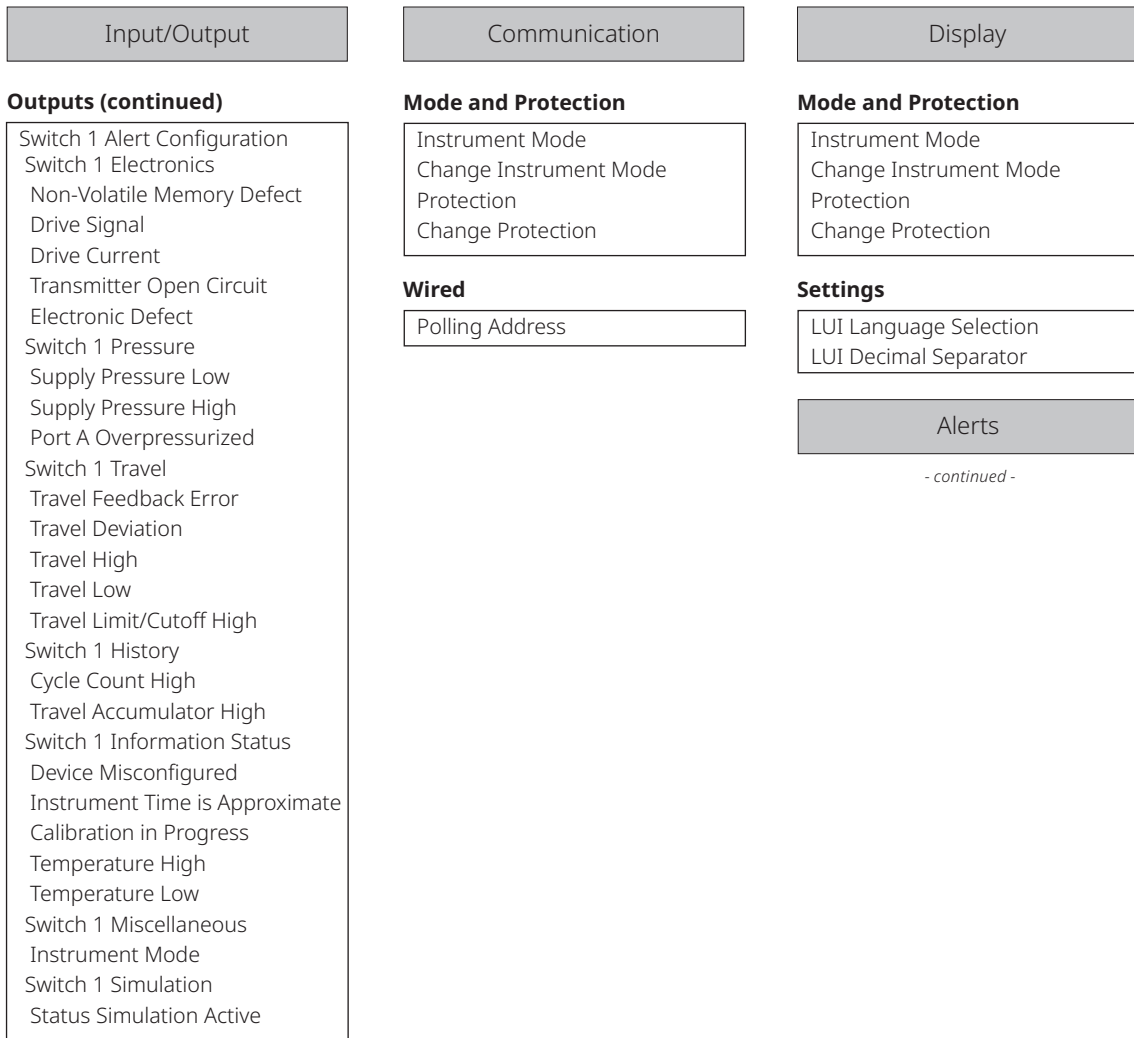 Input/Output
Outputs (continued)
Switch 1 Alert Configuration
Switch 1 Electronics
Non-Volatile Memory Defect
Drive Signal
Drive Current
Transmitter Open Circuit
Electronic Defect
Switch 1 Pressure
Supply Pressure Low
Supply Pressure High
Port A Overpressurized
Switch 1 Travel
Travel Feedback Error
Travel Deviation
Travel High
Travel Low
Travel Limit/Cutoff High
Switch 1 History
Cycle Count High
Travel Accumulator High
Switch 1 Information Status
Device Misconfigured
Instrument Time is Approximate
Calibration in Progress
Temperature High
Temperature Low
Switch 1 Miscellaneous
Instrument Mode
Switch 1 Simulation
Status Simulation Active
Communication
Mode and Protection
Instrument Mode
Change Instrument Mode
Protection
Change Protection
Wired
Polling Address
Display
Mode and Protection
Instrument Mode
Change Instrument Mode
Protection
Change Protection
Settings
LUI Language Selection
LUI Decimal Separator
Alerts
- continued -